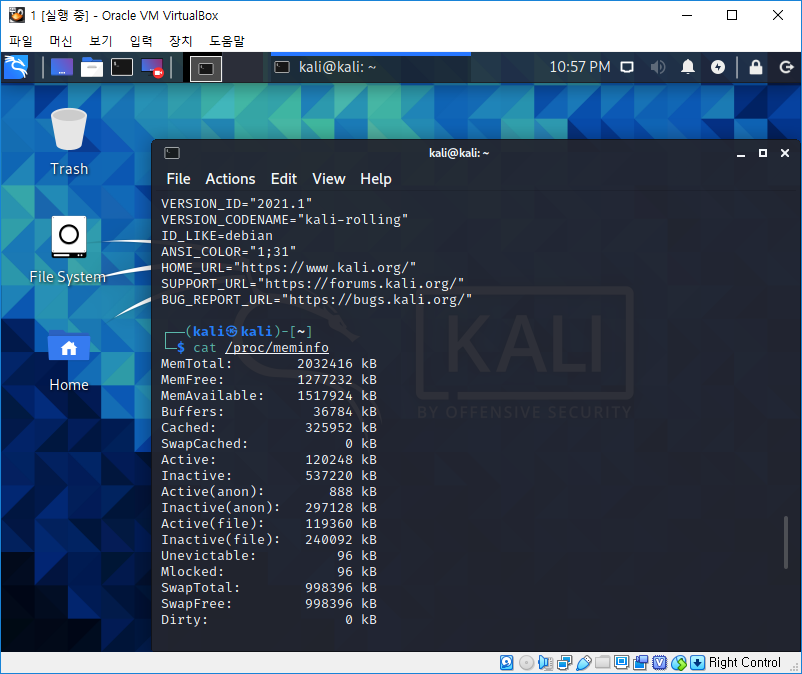 1 [실행 중] - Oracle VM VirtualBox
파일 머신 보기 입력 장치 도움말
kali@kali: ~
10:57 PM
Trash
File System
Home
kali@kali: ~
File Actions Edit View Help
VERSION_ID="2021.1"
VERSION_CODENAME="kali-rolling"
ID_LIKE=debian
ANSI_COLOR="1;31"
HOME_URL="https://www.kali.org/"
SUPPORT_URL="https://forums.kali.org/"
BUG_REPORT_URL="https://bugs.kali.org/"
┌──(kali㉿kali)-[~]
└─$ cat /proc/meminfo
MemTotal: 2032416 kB
MemFree: 1277232 kB
MemAvailable: 1517924 kB
Buffers: 36784 kB
Cached: 325952 kB
SwapCached: 0 kB
Active: 120248 kB
Inactive: 537220 kB
Active(anon): 888 kB
Inactive(anon): 297128 kB
Active(file): 119360 kB
Inactive(file): 240092 kB
Unevictable: 96 kB
Mlocked: 96 kB
SwapTotal: 998396 kB
SwapFree: 998396 kB
Dirty: 0 kB
KALI
BY OFFENSIVE SECURITY
Right Control